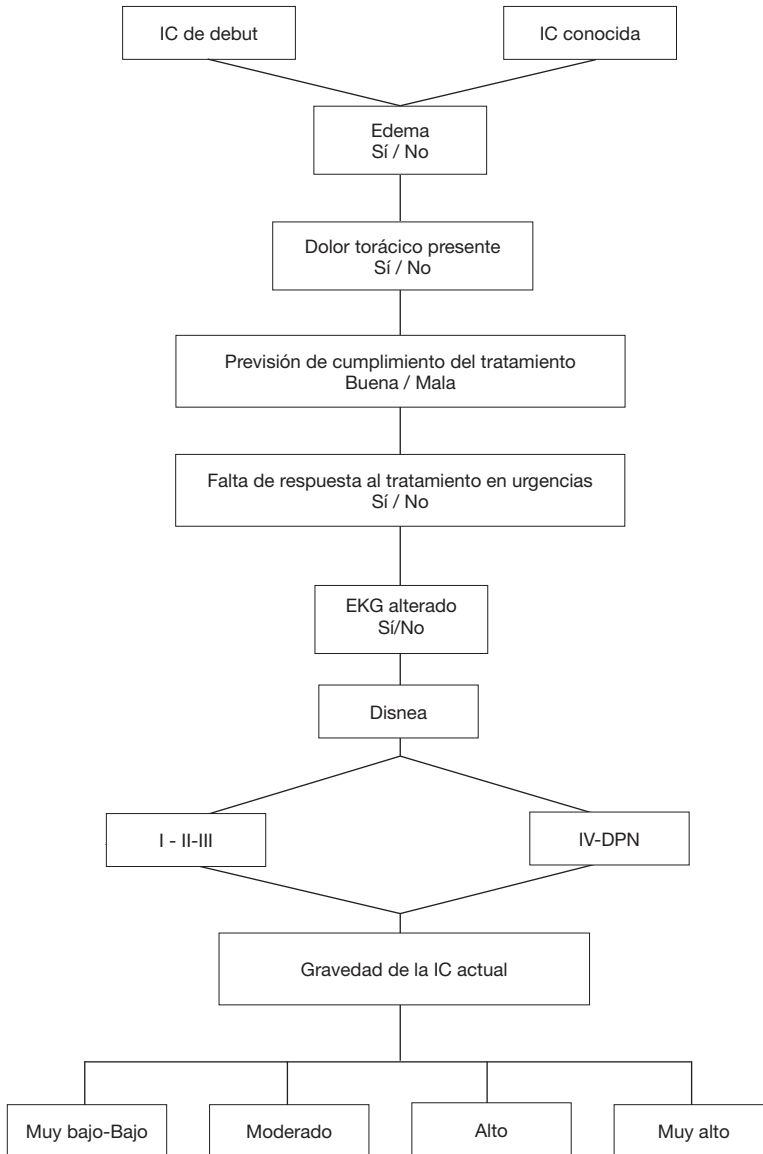 IC de debut
IC conocida
Edema
Sí / No
Dolor torácico presente
Sí / No
Previsión de cumplimiento del tratamiento
Buena / Mala
Falta de respuesta al tratamiento en urgencias
Sí / No
EKG alterado
Sí/No
Disnea
I - II-III
IV-DPN
Gravedad de la IC actual
Muy bajo-Bajo
Moderado
Alto
Muy alto